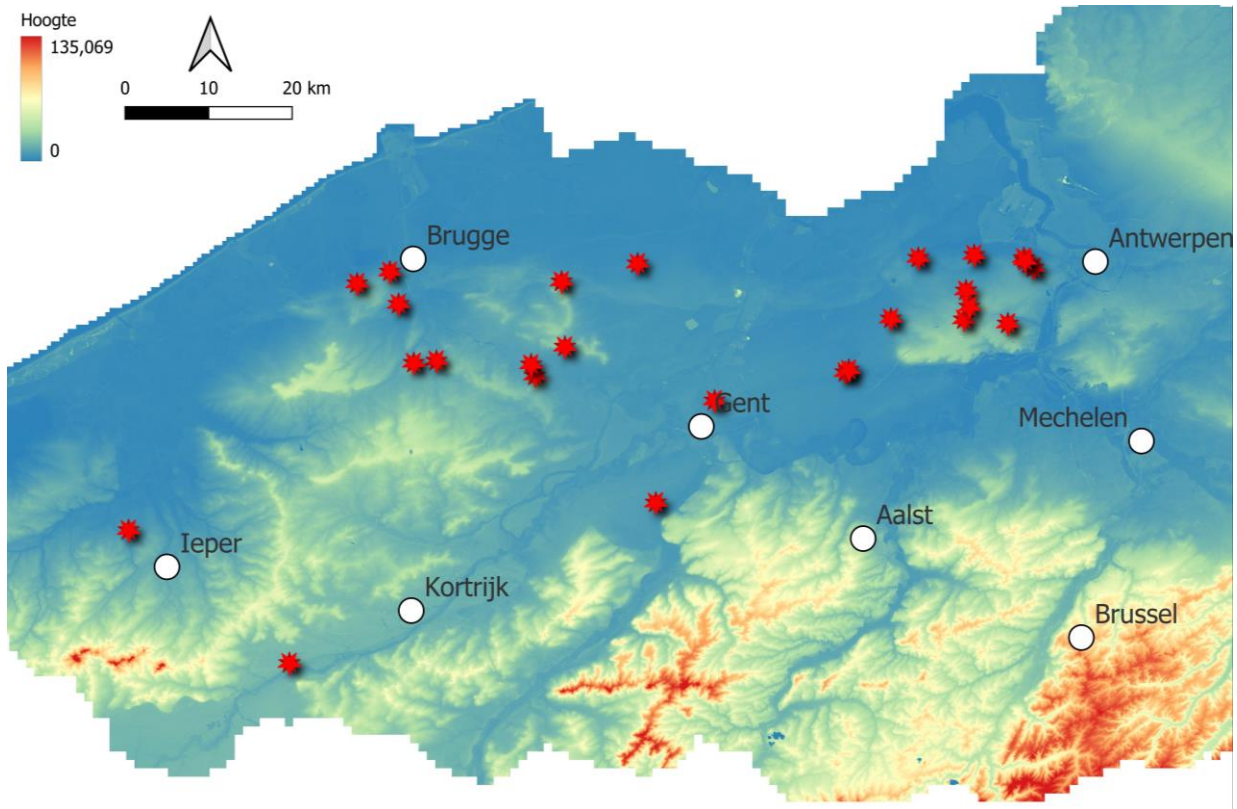 Hoogte
135,069
0
0 10 20 km
Brugge
Antwerpen
Gent
Mechelen
Aalst
Ieper
Kortrijk
Brussel